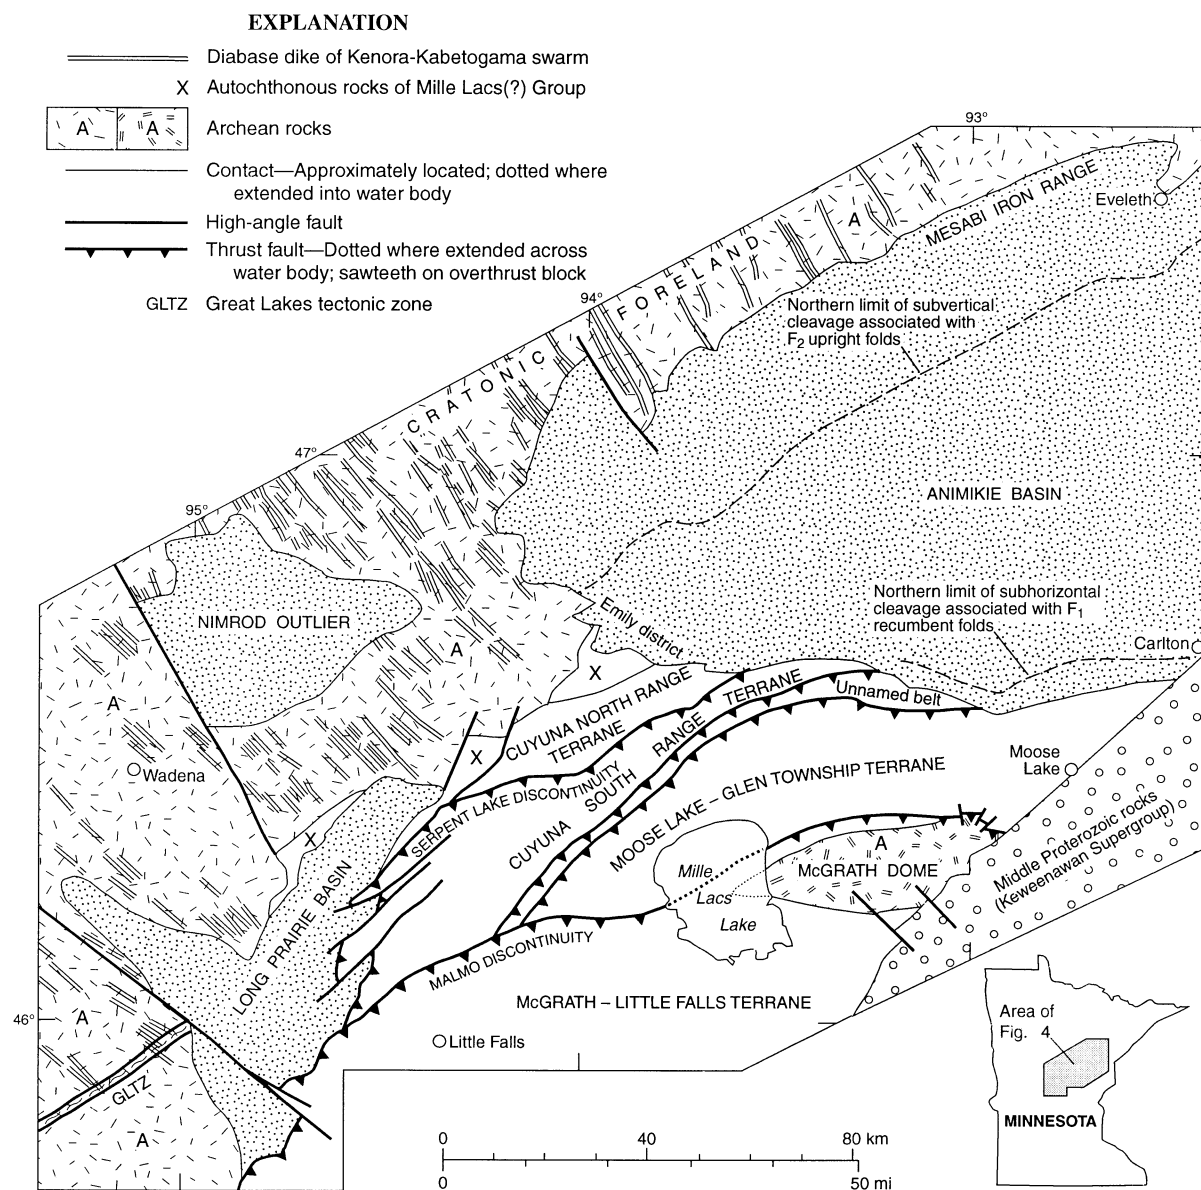 EXPLANATION
Diabase dike of Kenora-Kabetogama swarm
X Autochthonous rocks of Mille Lacs(?) Group
A A Archean rocks
Contact—Approximately located; dotted where
extended into water body
High-angle fault
Thrust fault—Dotted where extended across
water body; sawteeth on overthrust block
GLTZ Great Lakes tectonic zone
93°
MESABI IRON RANGE
Eveleth
A
94°
CRATONIC FORELAND
Northern limit of subvertical
cleavage associated with
F2 upright folds
47°
95°
ANIMIKIE BASIN
NIMROD OUTLIER
Northern limit of subhorizontal
cleavage associated with F1
recumbent folds
Emily district
Carlton
A
X
A
CUYUNA NORTH RANGE
TERRANE
Unnamed belt
X
Wadena
SERPENT LAKE DISCONTINUITY
CUYUNA SOUTH RANGE TERRANE
MOOSE LAKE – GLEN TOWNSHIP TERRANE
Moose
Lake
X
A
McGRATH DOME
Mille
Lacs
Lake
Middle Proterozoic rocks
(Keweenawan Supergroup)
LONG PRAIRIE BASIN
MALMO DISCONTINUITY
McGRATH – LITTLE FALLS TERRANE
46°
A
Little Falls
GLTZ
A
Area of
Fig. 4
MINNESOTA
0 40 80 km
0 50 mi